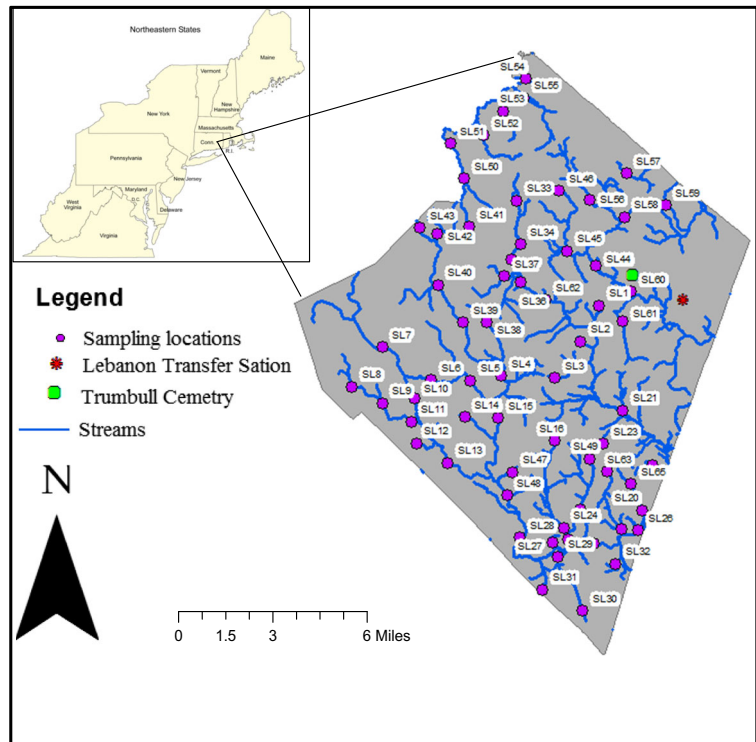 Northeastern States
Maine
Vermont
New
Hampshire
New York
Massachusetts
Conn.
R.I.
Pennsylvania
New Jersey
Maryland
D.C.
Delaware
West
Virginia
Virginia
SL54
SL55
SL53
SL52
SL51
SL57
SL50
SL46
SL33
SL56
SL59
SL58
SL43
SL41
SL42
SL34
SL45
SL44
SL37
SL60
SL40
SL62
SL36
SL1
SL61
SL39
SL38
SL2
SL7
SL6
SL5
SL4
SL3
SL8
SL9
SL10
SL11
SL14
SL15
SL21
SL12
SL16
SL23
SL13
SL49
SL47
SL63
SL65
SL48
SL20
SL24
SL26
SL28
SL27
SL29
SL32
SL31
SL30
Legend
Sampling locations
Lebanon Transfer Sation
Trumbull Cemetry
Streams
N
0 1.5 3 6 Miles